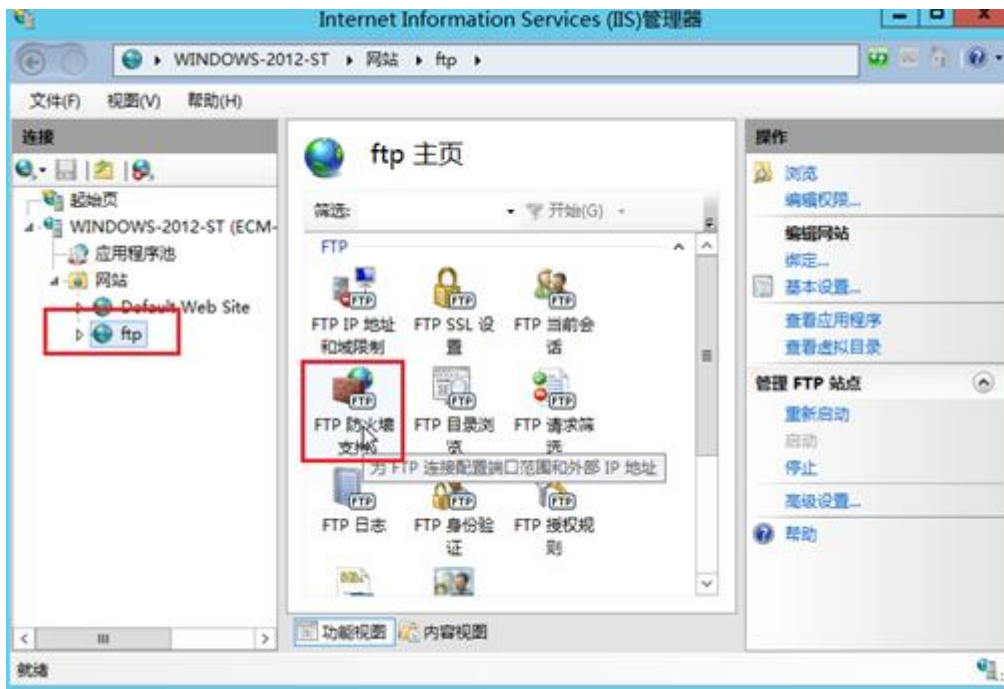 Internet Information Services (IIS)管理器
WINDOWS-2012-ST ▸ 网站 ▸ ftp ▸
文件(F) 视图(V) 帮助(H)
连接
起始页
WINDOWS-2012-ST (ECM-
应用程序池
网站
Default Web Site
ftp
ftp 主页
筛选:
开始(G)
FTP
FTP IP 地址
和域限制
FTP SSL 设
置
FTP 当前会
话
FTP 防火墙
支持
FTP 目录浏
览
FTP 请求筛
选
为 FTP 连接配置端口范围和外部 IP 地址
FTP 日志
FTP 身份验
证
FTP 授权规
则
功能视图
内容视图
操作
浏览
编辑权限...
编辑网站
绑定...
基本设置...
查看应用程序
查看虚拟目录
管理 FTP 站点
重新启动
启动
停止
高级设置...
帮助
就绪